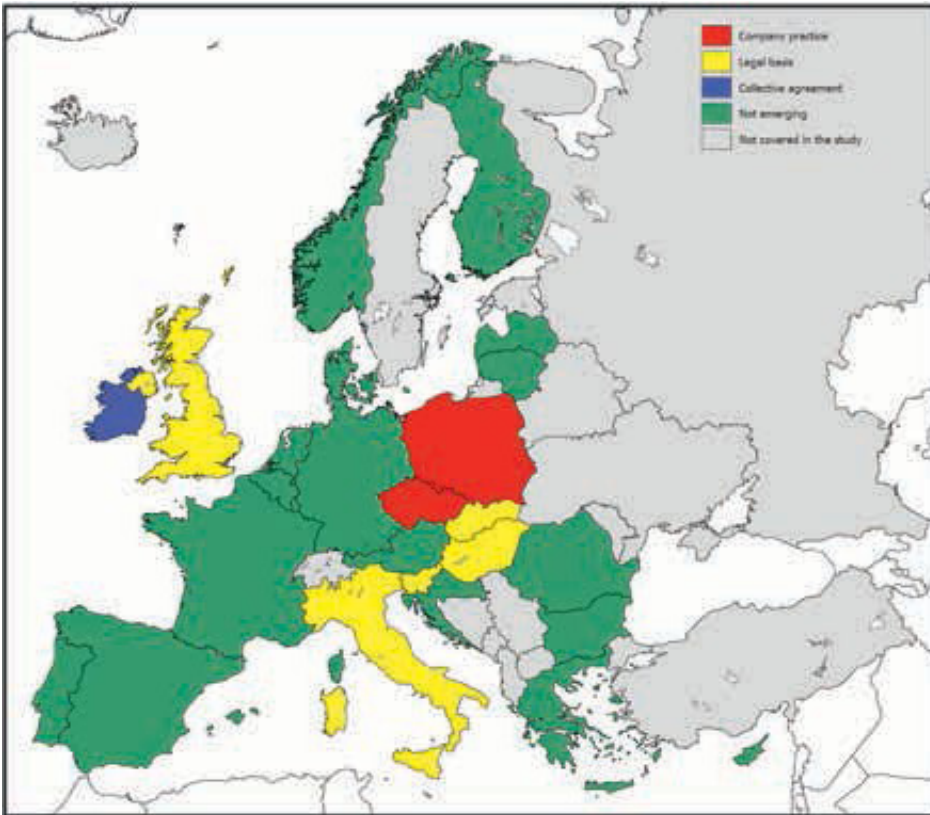 Company practice
Legal basis
Collective agreement
Not emerging
Not covered in the study